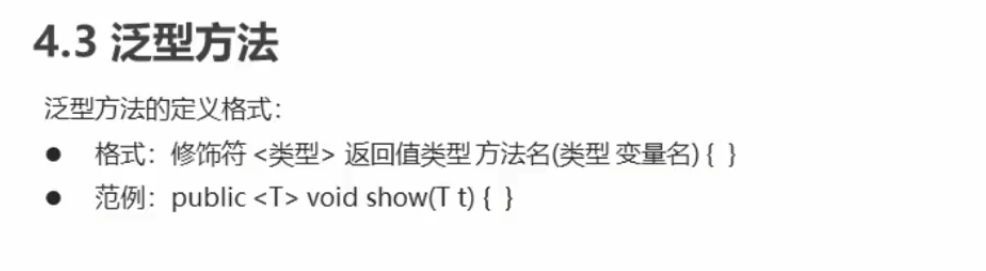 4.3 泛型方法
泛型方法的定义格式：
● 格式：修饰符 <类型> 返回值类型 方法名(类型 变量名) { }
● 范例：public <T> void show(T t) { }